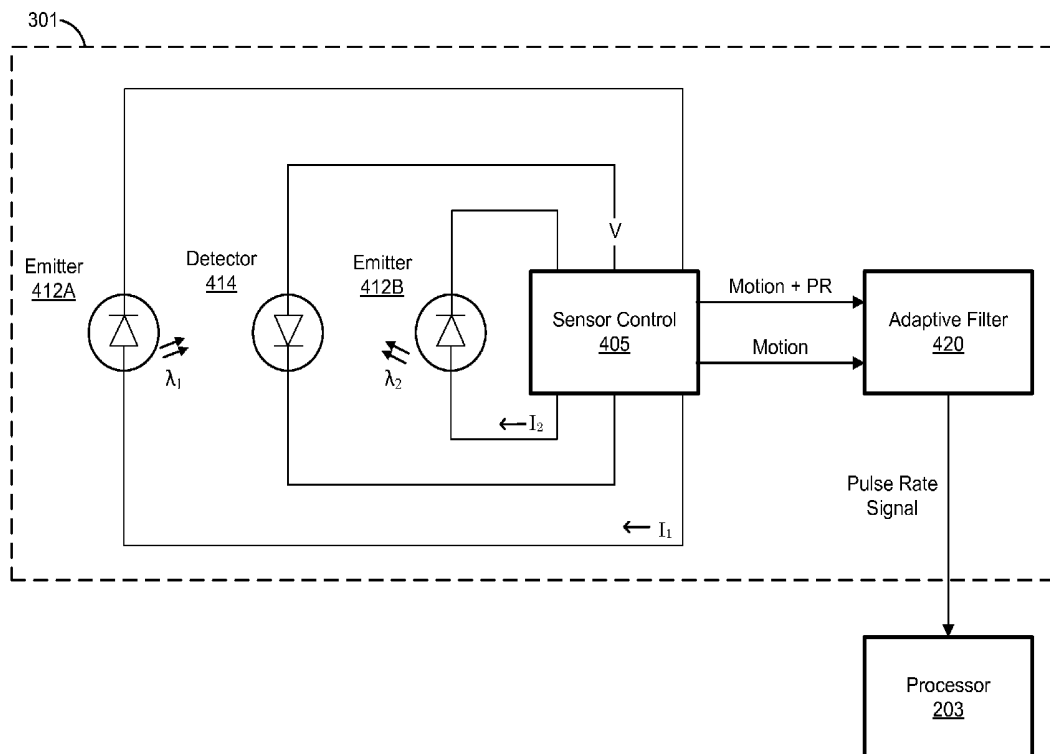 301
Emitter
412A
λ1
Detector
414
Emitter
412B
λ2
V
I2
I1
Sensor Control
405
Motion + PR
Motion
Adaptive Filter
420
Pulse Rate
Signal
Processor
203